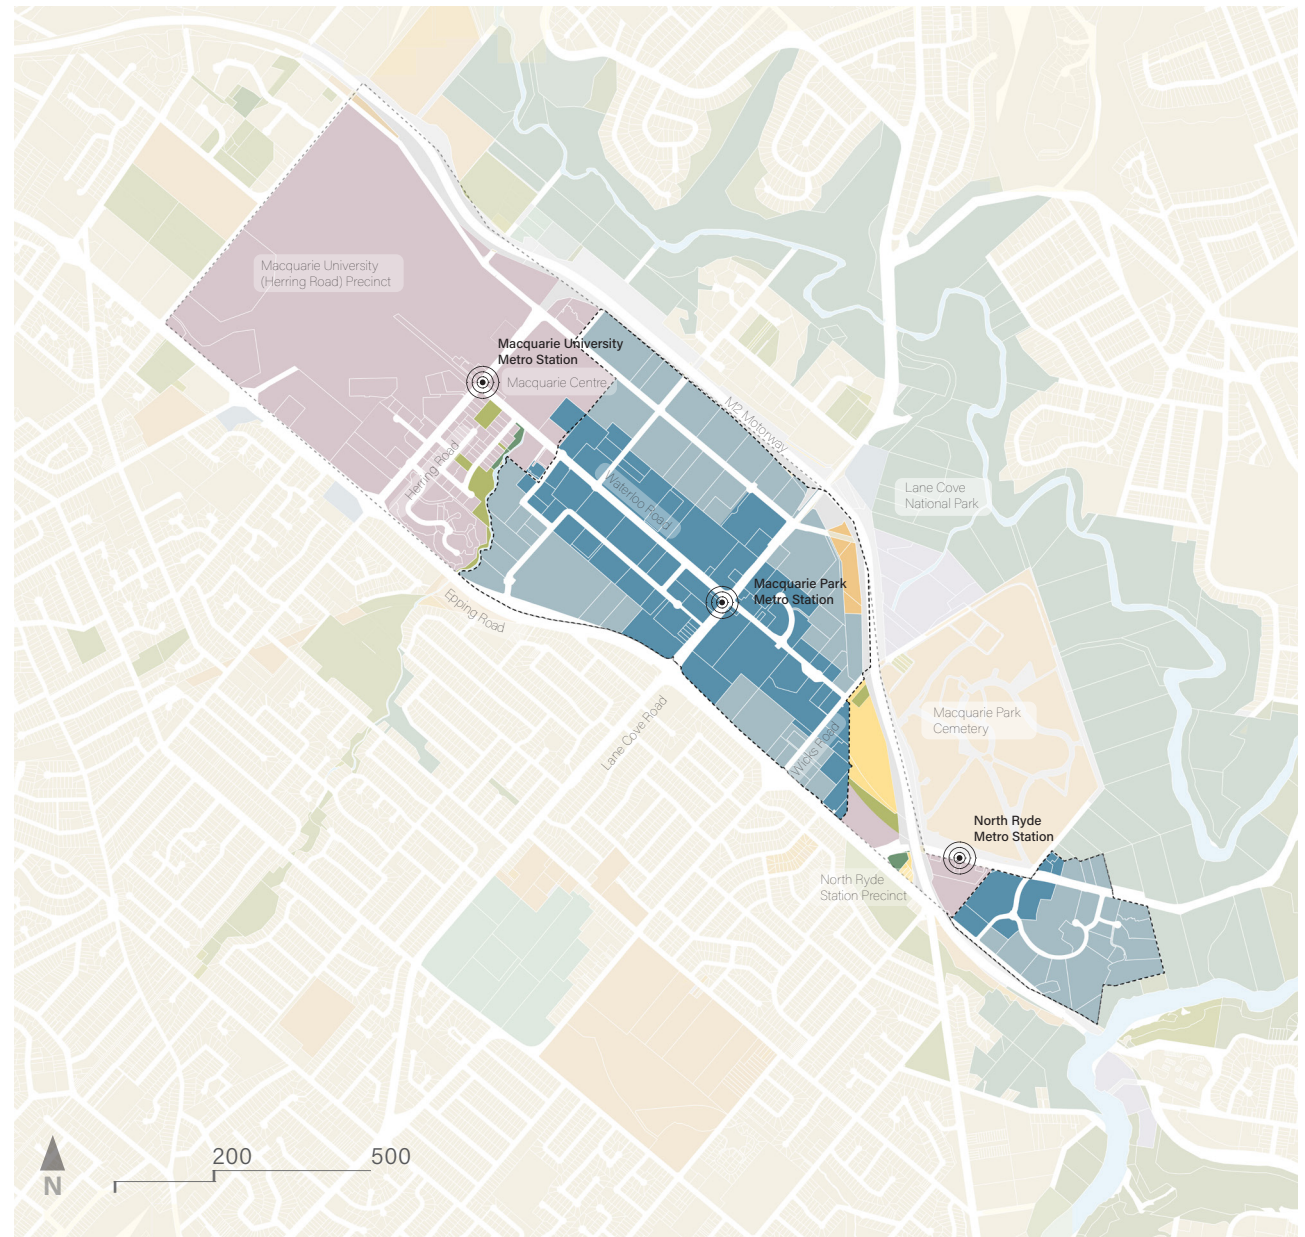 Macquarie University
(Herring Road) Precinct
Macquarie University
Metro Station
Macquarie Centre
M2 Motorway
Herring Road
Waterloo Road
Lane Cove
National Park
Macquarie Park
Metro Station
Epping Road
Lane Cove Road
Wicks Road
Macquarie Park
Cemetery
North Ryde
Metro Station
North Ryde
Station Precinct
200
500
N